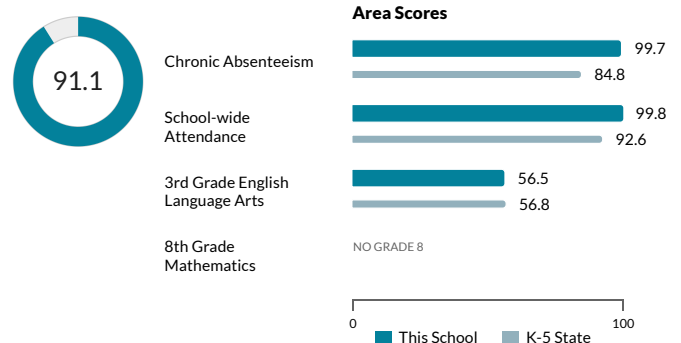 Area Scores
91.1
Chronic Absenteeism
99.7
84.8
School-wide
Attendance
99.8
92.6
3rd Grade English
Language Arts
56.5
56.8
8th Grade
Mathematics
NO GRADE 8
0
100
This School
K-5 State